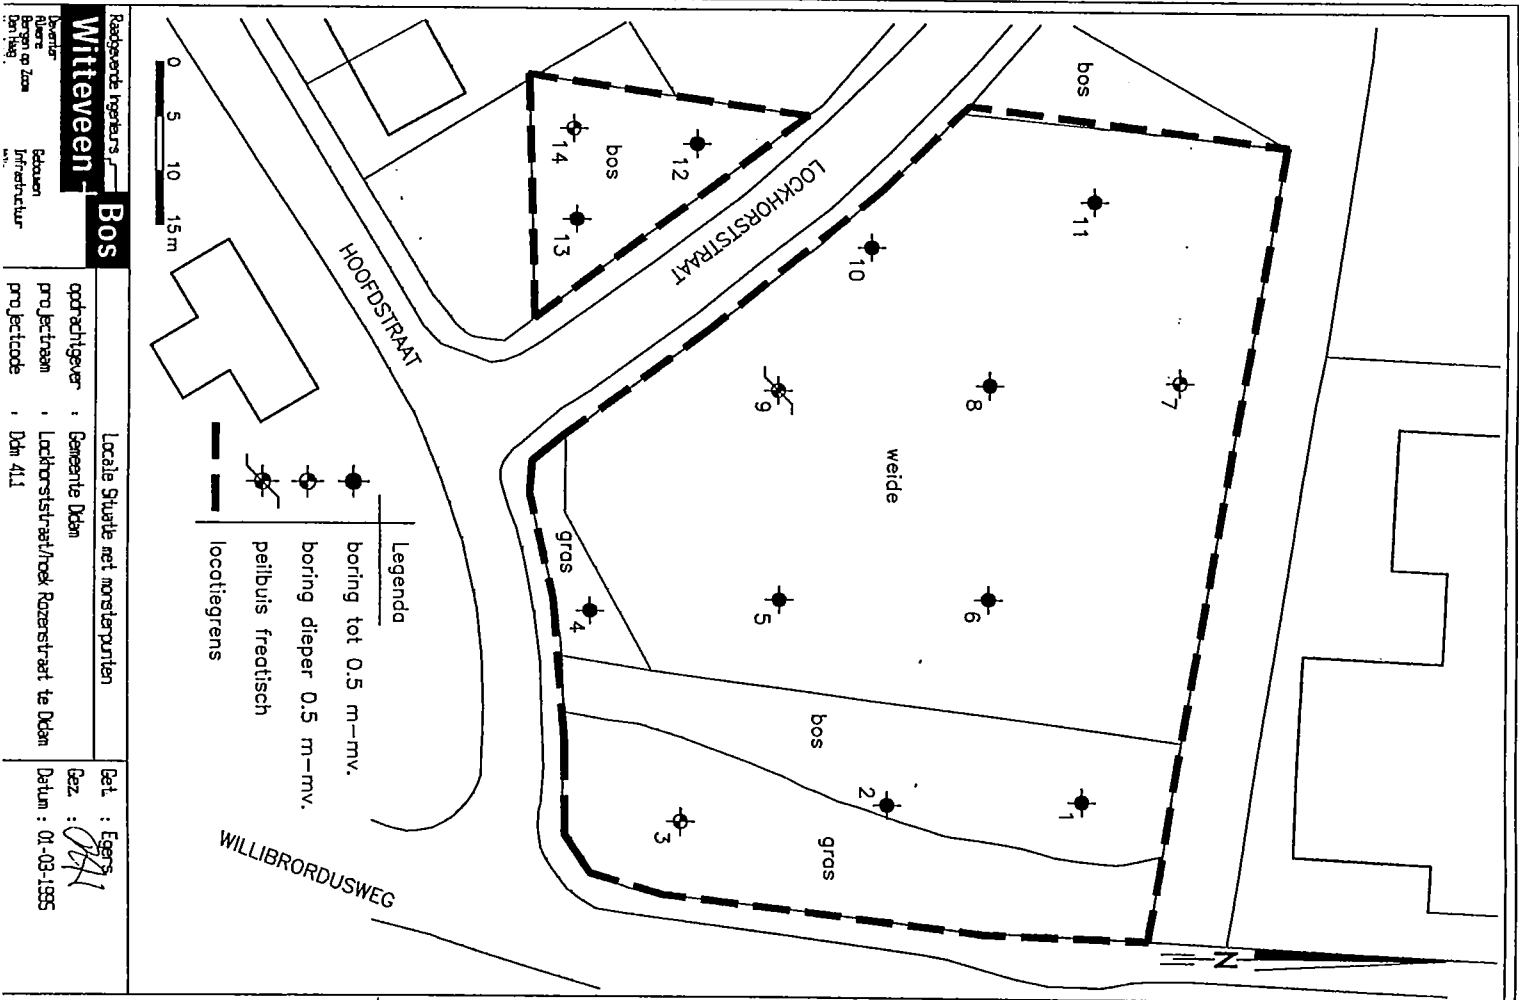 bos
11
10
7
8
9
weide
LOCKHORSTSTRAAT
12
14
bos
13
HOOFDSTRAAT
6
5
gras
4
bos
1
2
3
gras
WILLIBRORDUSWEG
N
0 5 10 15 m
Legenda
boring tot 0.5 m-mv.
boring dieper 0.5 m-mv.
peilbuis freatisch
locatiegrens
Raadgevende Ingenieurs
Witteveen
Bos
Deventer
Almere
Bergen op Zoom
Den Haag
Gebouwen
Infrastructuur
Locale Situatie met monsterpunten
opdrachtgever : Gemeente Didam
projectnaam : Lockhorststraat/hoek Rozenstraat te Didam
projectcode : Ddm 41.1
Get. : Egers
Gez. :
Datum : 01-03-1995